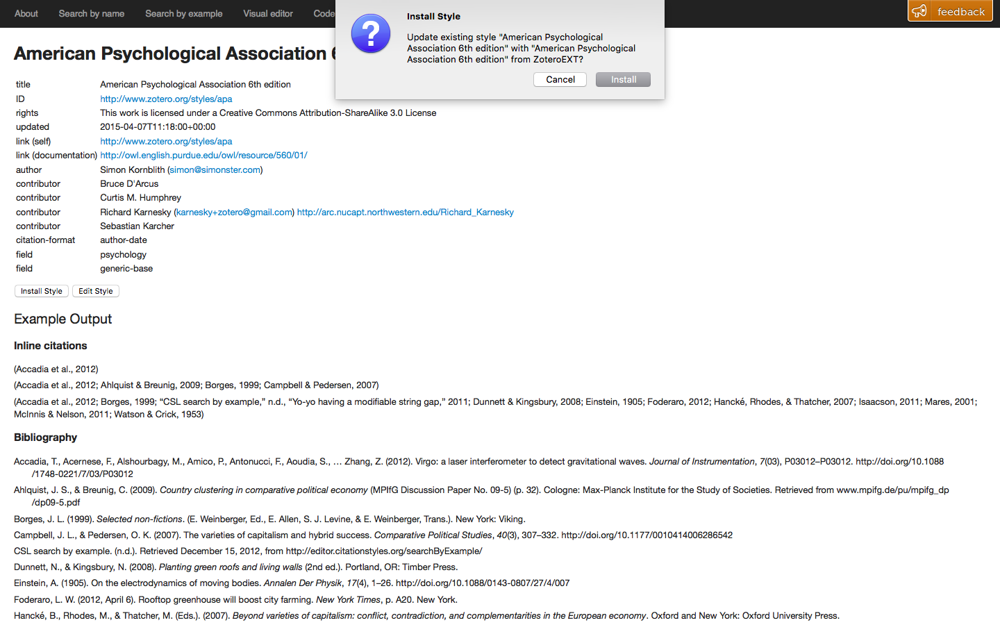 About Search by name Search by example Visual editor Code
feedback
Install Style
Update existing style "American Psychological
Association 6th edition" with "American Psychological
Association 6th edition" from ZoteroEXT?
Cancel Install
American Psychological Association
title American Psychological Association 6th edition
ID http://www.zotero.org/styles/apa
rights This work is licensed under a Creative Commons Attribution-ShareAlike 3.0 License
updated 2015-04-07T11:18:00+00:00
link (self) http://www.zotero.org/styles/apa
link (documentation) http://owl.english.purdue.edu/owl/resource/560/01/
author Simon Kornblith (simon@simonster.com)
contributor Bruce D'Arcus
contributor Curtis M. Humphrey
contributor Richard Karnesky (karnesky+zotero@gmail.com) http://arc.nucapt.northwestern.edu/Richard_Karnesky
contributor Sebastian Karcher
citation-format author-date
field psychology
field generic-base
Install Style Edit Style
Example Output
Inline citations
(Accadia et al., 2012)
(Accadia et al., 2012; Ahlquist & Breunig, 2009; Borges, 1999; Campbell & Pedersen, 2007)
(Accadia et al., 2012; Borges, 1999; “CSL search by example,” n.d., “Yo-yo having a modifiable string gap,” 2011; Dunnett & Kingsbury, 2008; Einstein, 1905; Foderaro, 2012; Hancké, Rhodes, & Thatcher, 2007; Isaacson, 2011; Mares, 2001;
McInnis & Nelson, 2011; Watson & Crick, 1953)
Bibliography
Accadia, T., Acernese, F., Alshourbagy, M., Amico, P., Antonucci, F., Aoudia, S., … Zhang, Z. (2012). Virgo: a laser interferometer to detect gravitational waves. Journal of Instrumentation, 7(03), P03012–P03012. http://doi.org/10.1088
/1748-0221/7/03/P03012
Ahlquist, J. S., & Breunig, C. (2009). Country clustering in comparative political economy (MPIfG Discussion Paper No. 09-5) (p. 32). Cologne: Max-Planck Institute for the Study of Societies. Retrieved from www.mpifg.de/pu/mpifg_dp
/dp09-5.pdf
Borges, J. L. (1999). Selected non-fictions. (E. Weinberger, Ed., E. Allen, S. J. Levine, & E. Weinberger, Trans.). New York: Viking.
Campbell, J. L., & Pedersen, O. K. (2007). The varieties of capitalism and hybrid success. Comparative Political Studies, 40(3), 307–332. http://doi.org/10.1177/0010414006286542
CSL search by example. (n.d.). Retrieved December 15, 2012, from http://editor.citationstyles.org/searchByExample/
Dunnett, N., & Kingsbury, N. (2008). Planting green roofs and living walls (2nd ed.). Portland, OR: Timber Press.
Einstein, A. (1905). On the electrodynamics of moving bodies. Annalen Der Physik, 17(4), 1–26. http://doi.org/10.1088/0143-0807/27/4/007
Foderaro, L. W. (2012, April 6). Rooftop greenhouse will boost city farming. New York Times, p. A20. New York.
Hancké, B., Rhodes, M., & Thatcher, M. (Eds.). (2007). Beyond varieties of capitalism: conflict, contradiction, and complementarities in the European economy. Oxford and New York: Oxford University Press.